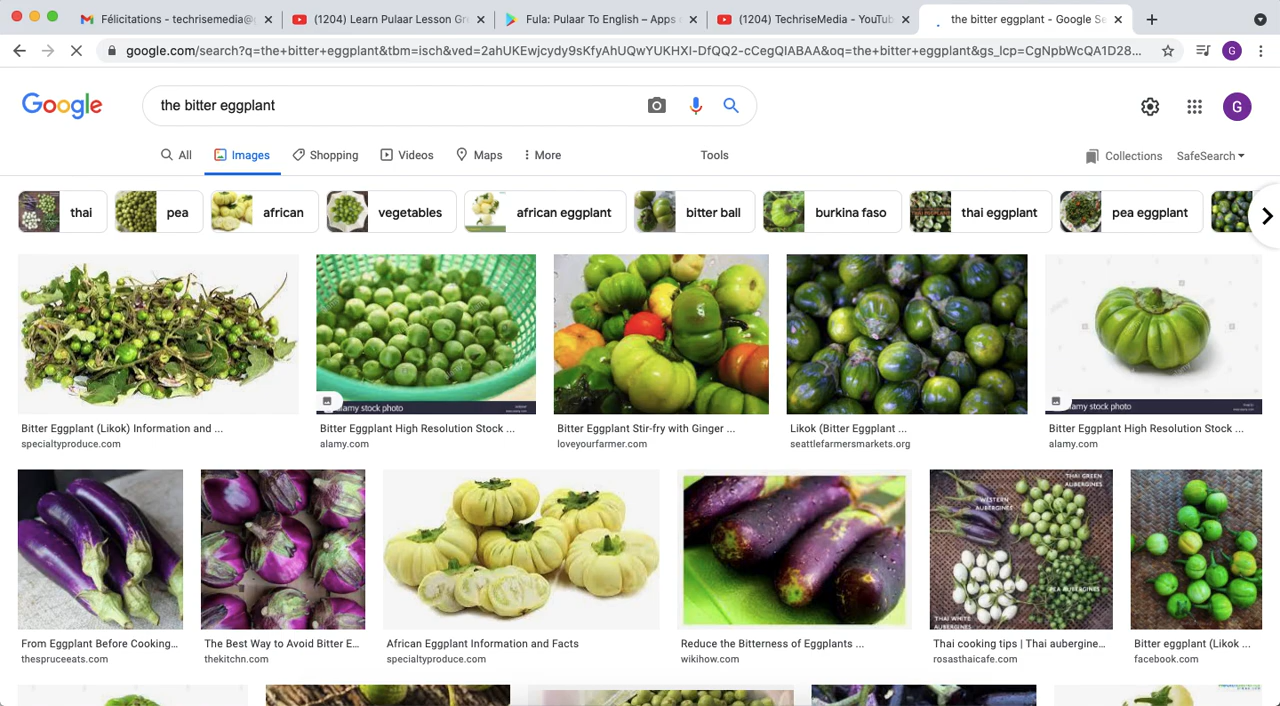 Félicitations - techrisemedia@g
(1204) Learn Pulaar Lesson Gr
Fula: Pulaar To English – Apps
(1204) TechriseMedia - YouTub
the bitter eggplant - Google Se
google.com/search?q=the+bitter+eggplant&tbm=isch&ved=2ahUKEwjcydy9sKfyAhUQwYUKHXI-DfQQ2-cCegQIABAA&oq=the+bitter+eggplant&gs_lcp=CgNpbWcQA1D28...
G
Google
the bitter eggplant
G
All
Images
Shopping
Videos
Maps
More
Tools
Collections
SafeSearch
thai
pea
african
vegetables
african eggplant
bitter ball
burkina faso
thai eggplant
pea eggplant
alamy stock photo
alamy stock photo
Bitter Eggplant (Likok) Information and ...
specialtyproduce.com
Bitter Eggplant High Resolution Stock ...
alamy.com
Bitter Eggplant Stir-fry with Ginger ...
loveyourfarmer.com
Likok (Bitter Eggplant ...
seattlefarmersmarkets.org
Bitter Eggplant High Resolution Stock ...
alamy.com
THAI GREEN
AUBERGINES
WESTERN
AUBERGINES
PEA AUBERGINES
THAI WHITE
AUBERGINES
From Eggplant Before Cooking...
thespruceeats.com
The Best Way to Avoid Bitter E...
thekitchn.com
African Eggplant Information and Facts
specialtyproduce.com
Reduce the Bitterness of Eggplants ...
wikihow.com
Thai cooking tips | Thai aubergine...
rosasthaicafe.com
Bitter eggplant (Likok ...
facebook.com